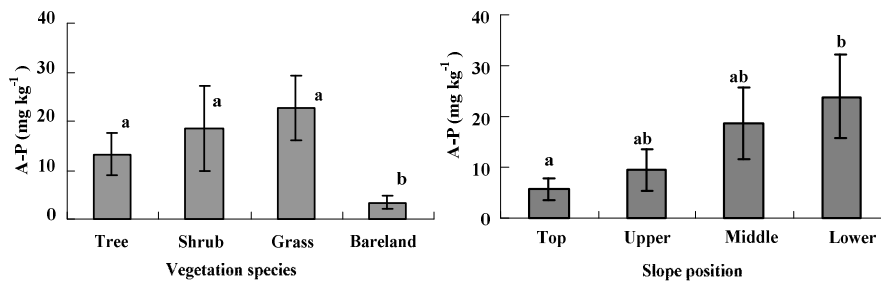 40
30
20
10
0
A-P (mg kg-1)
a
a
a
b
Tree Shrub Grass Bareland
Vegetation species
40
30
20
10
0
A-P (mg kg-1)
a
ab
ab
b
Top Upper Middle Lower
Slope position